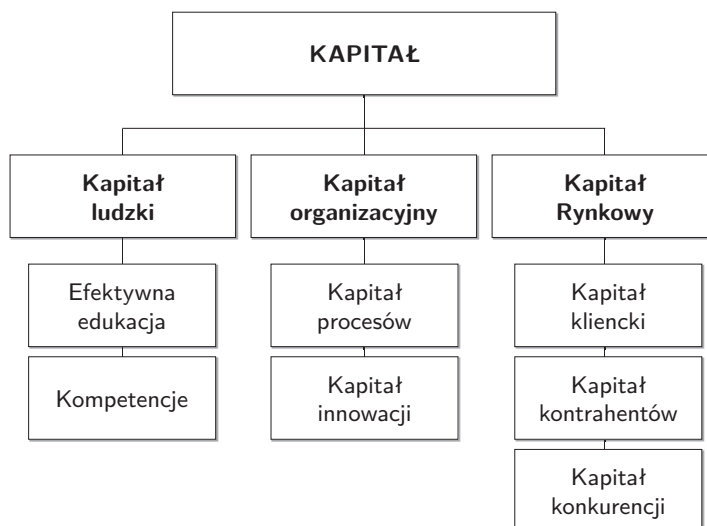 KAPITAŁ
Kapitał
ludzki
Kapitał
organizacyjny
Kapitał
Rynkowy
Efektywna
edukacja
Kapitał
procesów
Kapitał
kliencki
Kompetencje
Kapitał
innowacji
Kapitał
kontrahentów
Kapitał
konkurencji